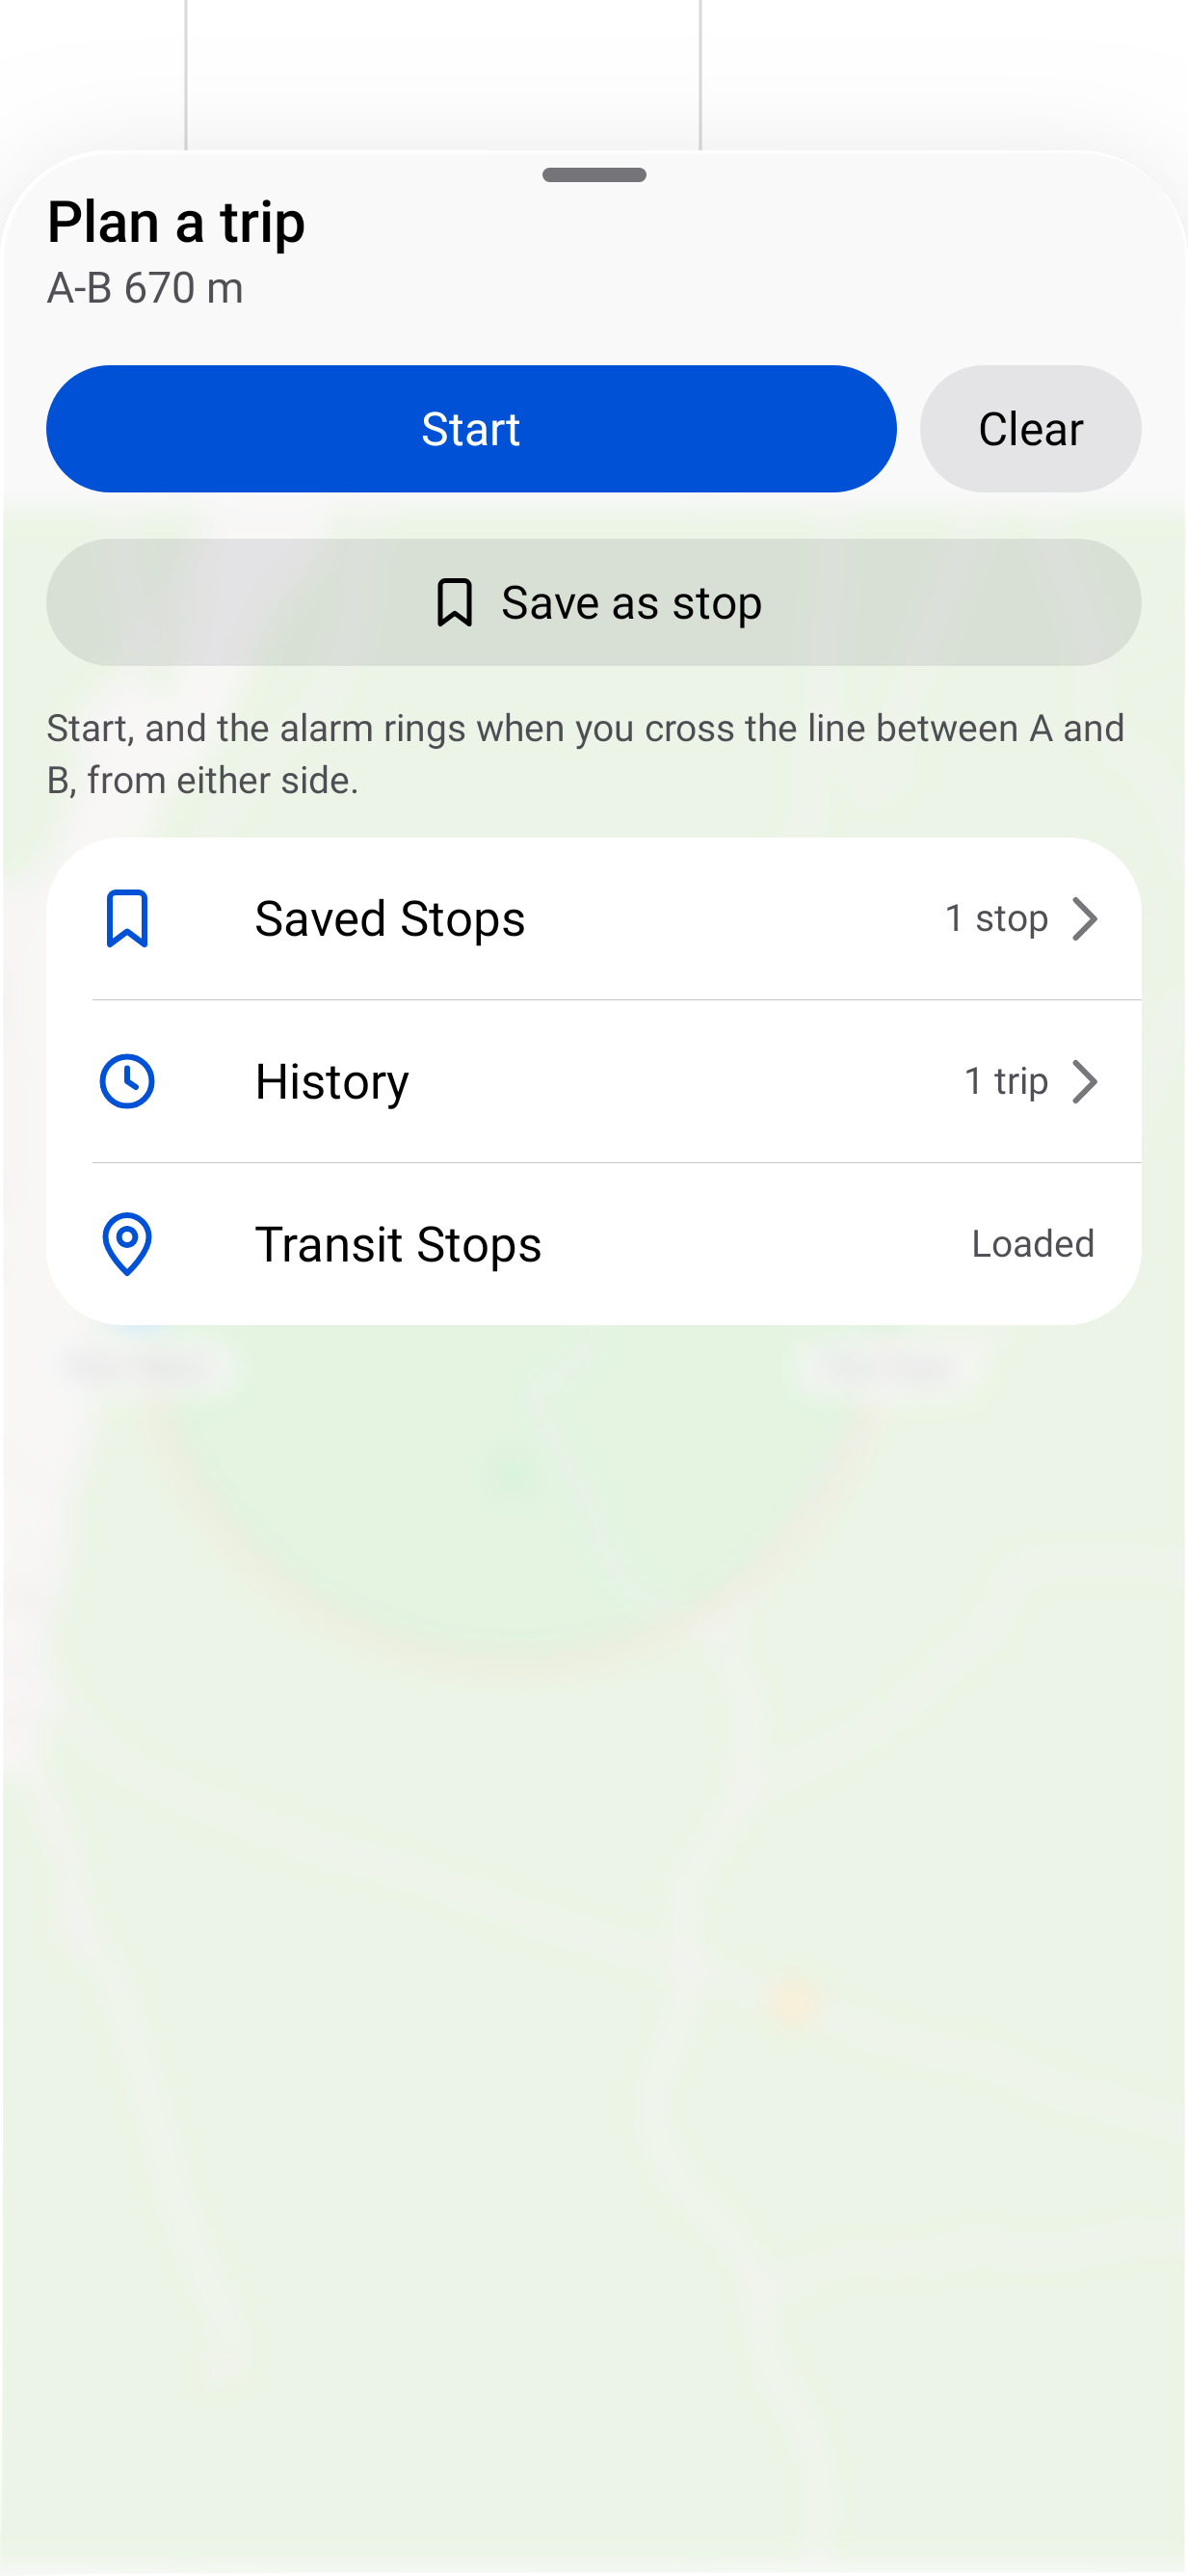 Plan a trip
A-B 670 m
Start
Clear
Save as stop
Start, and the alarm rings when you cross the line between A and
B, from either side.
Saved Stops
1 stop
History
1 trip
Transit Stops
Loaded